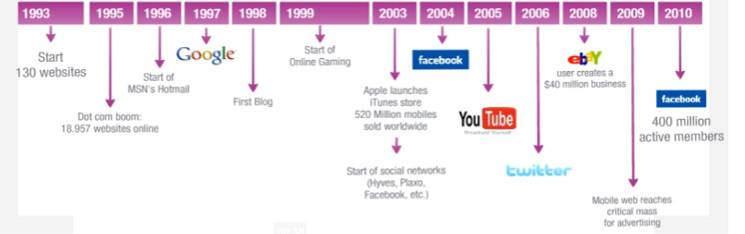 1993 1995 1996 1997 1998 1999 2003 2004 2005 2006 2008 2009 2010
Start
130 websites
Dot com boom:
18.957 websites online
Start of
MSN's Hotmail
Google
First Blog
Start of
Online Gaming
Apple launches
iTunes store
520 Million mobiles
sold worldwide
Start of social networks
(Hyves, Plaxo,
Facebook, etc.)
facebook
YouTube
Broadcast Yourself
twitter
ebY
user creates a
$40 million business
Mobile web reaches
critical mass
for advertising
facebook
400 million
active members